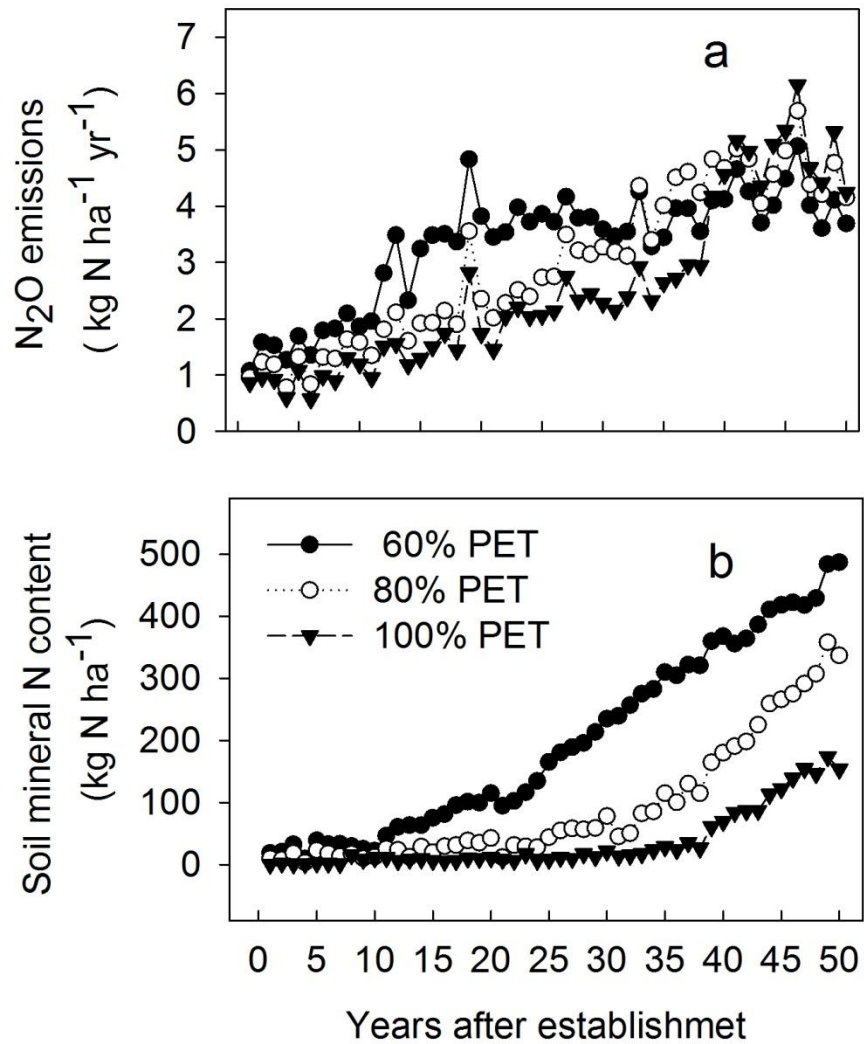 7
6
5
4
3
2
1
0
N₂O emissions
( kg N ha⁻¹ yr⁻¹)
a
500
400
300
200
100
0
Soil mineral N content
(kg N ha⁻¹)
60% PET
80% PET
100% PET
b
0 5 10 15 20 25 30 35 40 45 50
Years after establishmet